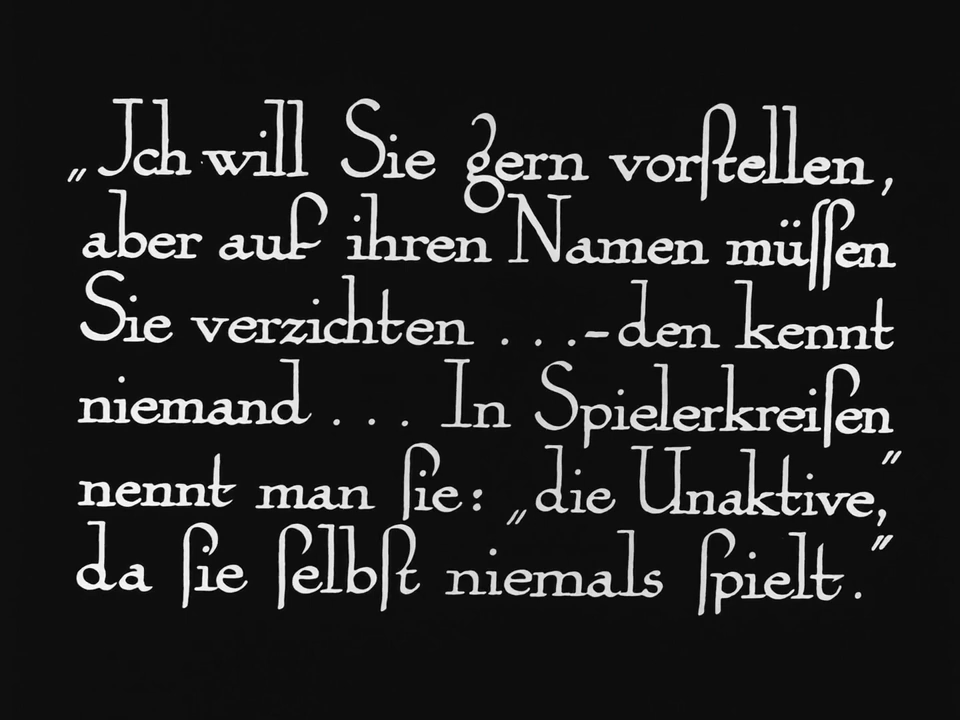 „Ich will Sie gern vorſtellen,
aber auf ihren Namen müſſen
Sie verzichten . . . – den kennt
niemand . . . In Spielerkreiſen
nennt man ſie: „die Unaktive,”
da ſie ſelbſt niemals ſpielt.”